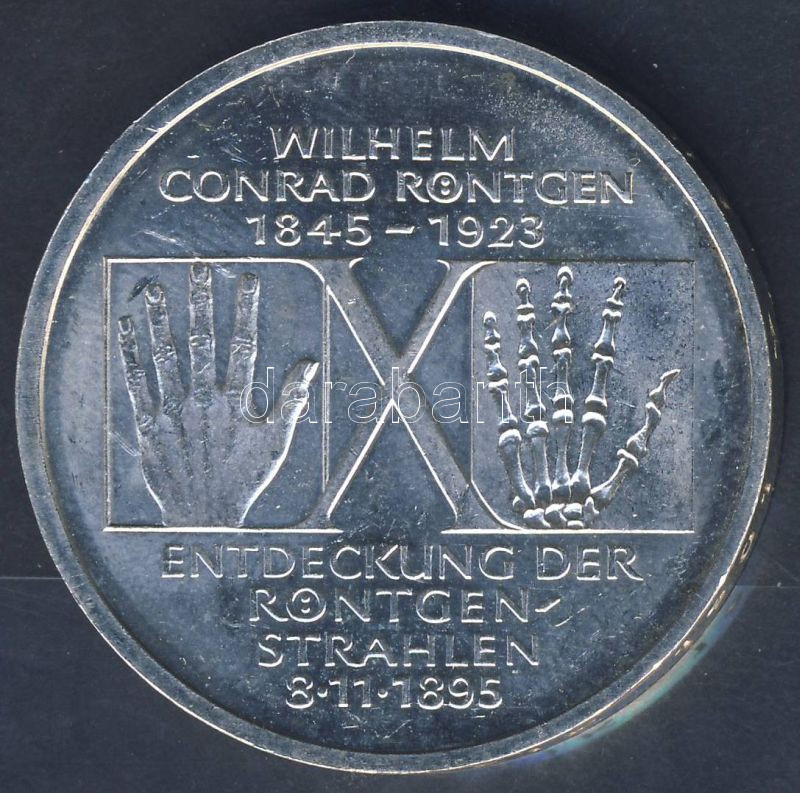 WILHELM
CONRAD RÖNTGEN
1845 – 1923
X
darabanth
ENTDECKUNG DER
RÖNTGEN-
STRAHLEN
8·11·1895